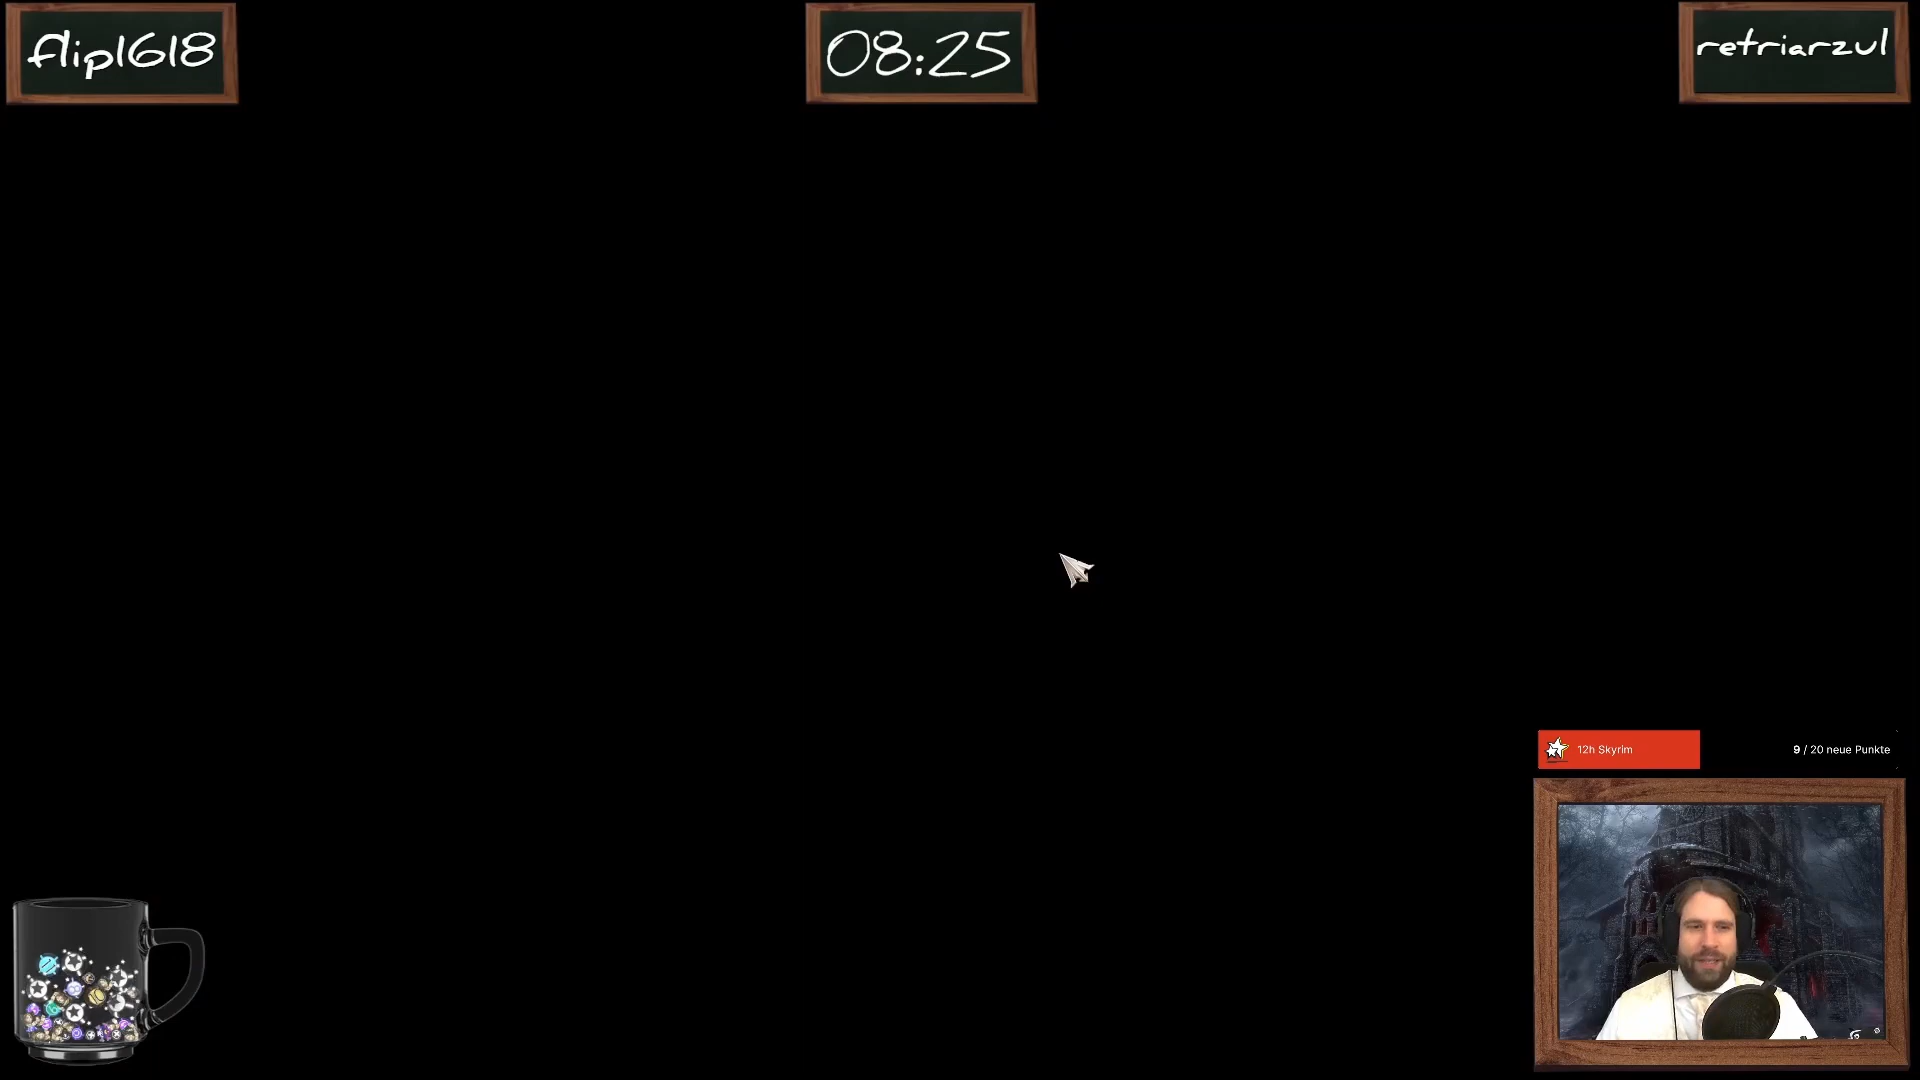 flip1618
08:25
retriarzul
12h Skyrim
9 / 20 neue Punkte